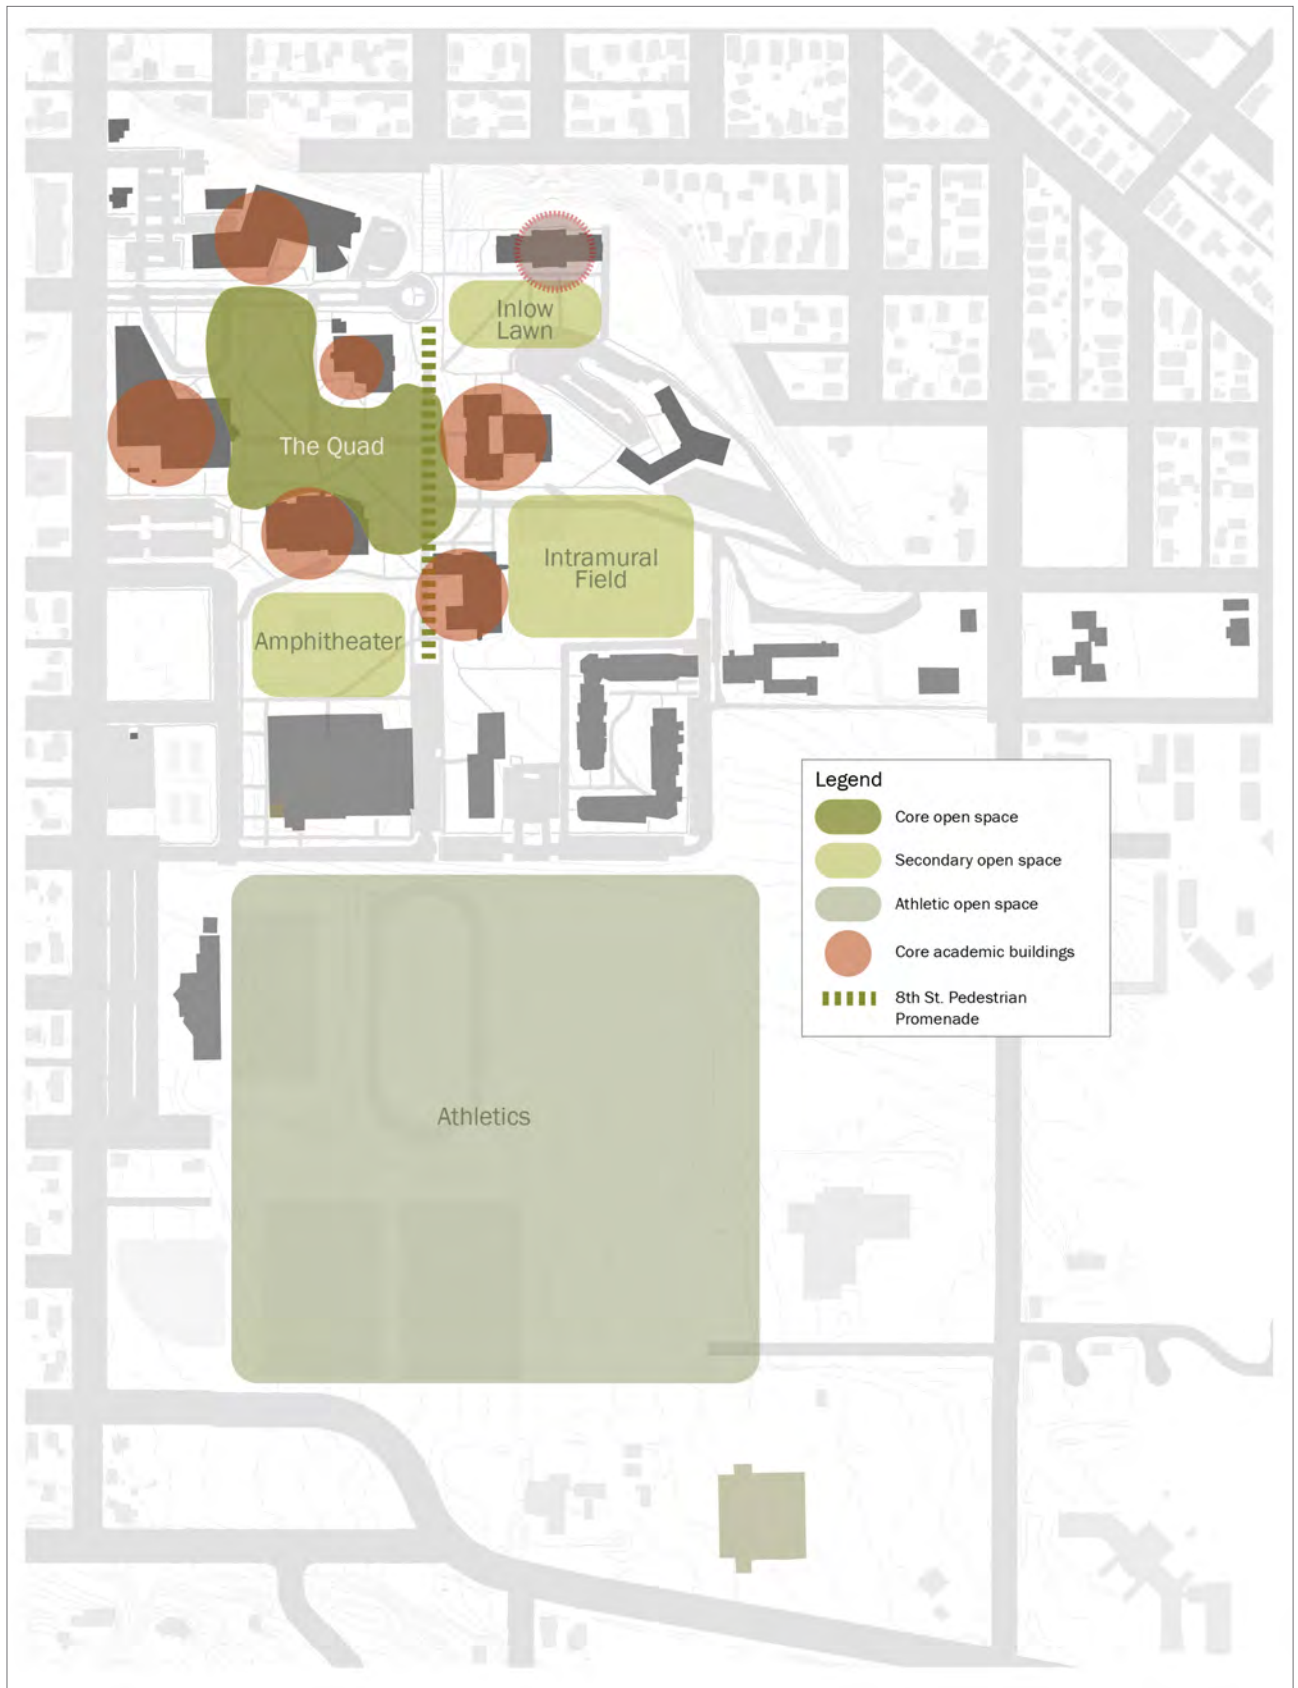 Inlow
Lawn
The Quad
Intramural
Field
Amphitheater
Legend
Core open space
Secondary open space
Athletic open space
Core academic buildings
8th St. Pedestrian
Promenade
Athletics